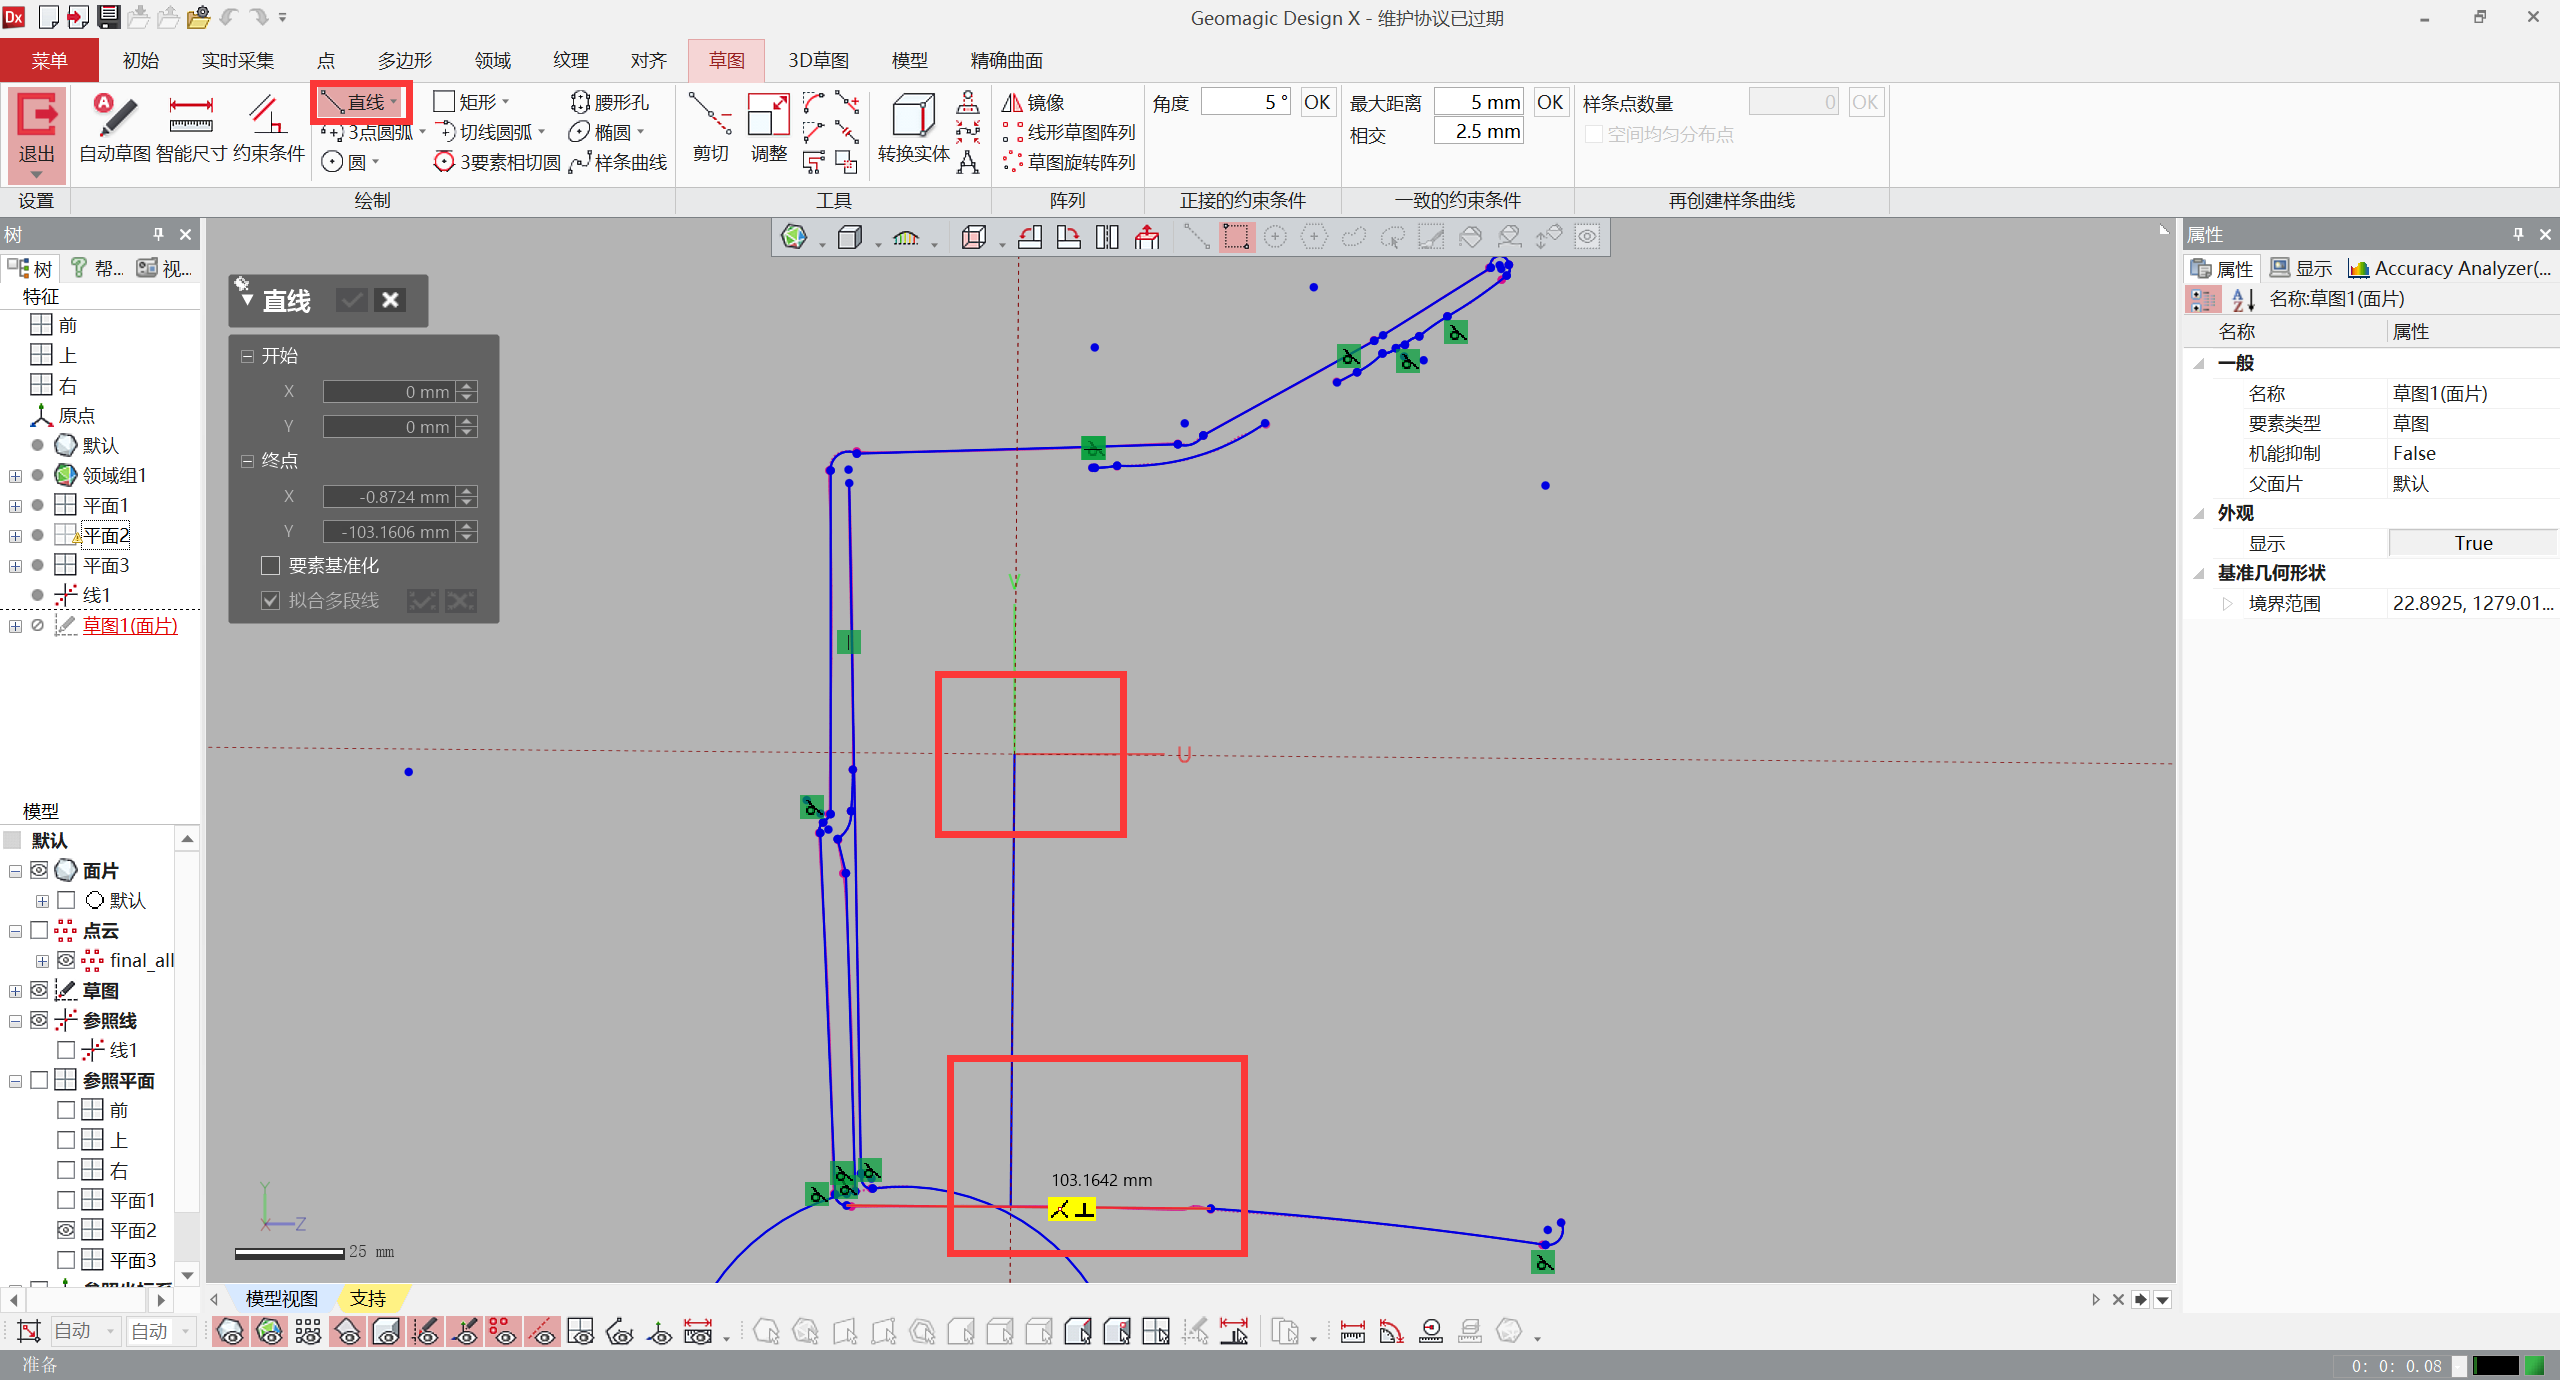 Dx
Geomagic Design X - 维护协议已过期
菜单 初始 实时采集 点 多边形 领域 纹理 对齐 草图 3D草图 模型 精确曲面
退出
A
自动草图 智能尺寸 约束条件
直线 矩形 腰形孔
3点圆弧 切线圆弧 椭圆
圆 3要素相切圆 样条曲线
剪切 调整 转换实体
镜像
线形草图阵列
草图旋转阵列
角度 5 ° OK
最大距离 5 mm OK
相交 2.5 mm
样条点数量 0 OK
空间均匀分布点
设置 绘制 工具 阵列 正接的约束条件 一致的约束条件 再创建样条曲线
树
树 帮... 视...
特征
前
上
右
原点
默认
领域组1
平面1
平面2
平面3
线1
草图1(面片)
模型
默认
面片
默认
点云
final_all
草图
参照线
线1
参照平面
前
上
右
平面1
平面2
平面3
直线
开始
X 0 mm
Y 0 mm
终点
X -0.8724 mm
Y -103.1606 mm
要素基准化
拟合多段线
U
103.1642 mm
Y
X Z
25 mm
属性
属性 显示 Accuracy Analyzer(...
名称:草图1(面片)
名称 属性
一般
名称 草图1(面片)
要素类型 草图
机能抑制 False
父面片 默认
外观
显示 True
基准几何形状
境界范围 22.8925, 1279.01...
模型视图 支持
自动 自动
准备
0: 0: 0.08